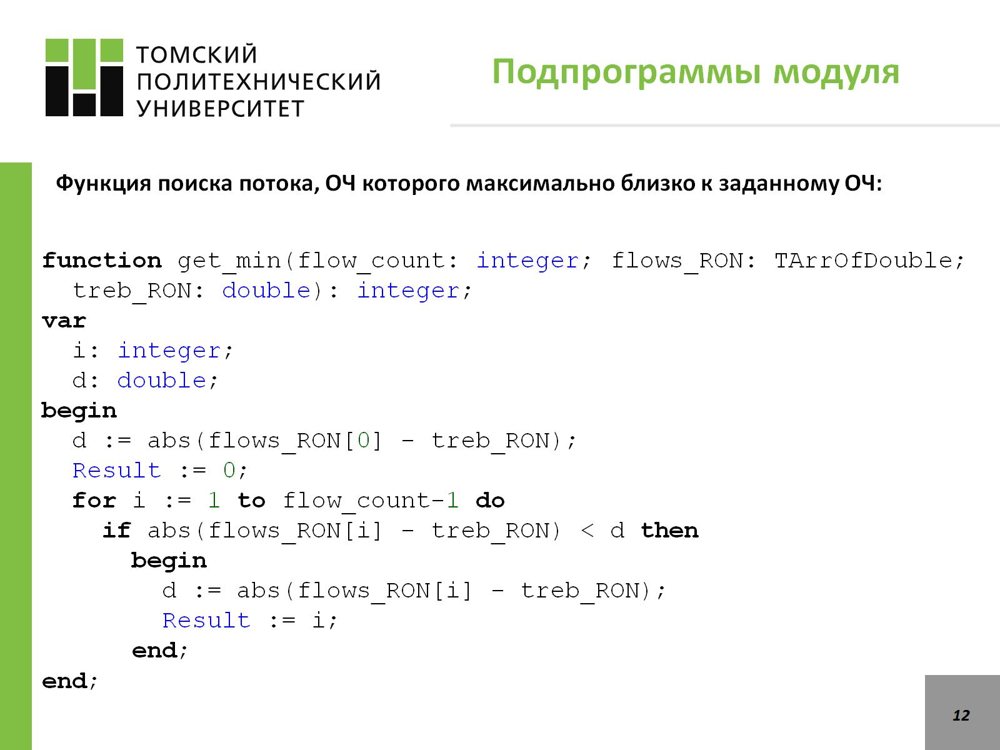 ТОМСКИЙ
ПОЛИТЕХНИЧЕСКИЙ
УНИВЕРСИТЕТ
Подпрограммы модуля
Функция поиска потока, ОЧ которого максимально близко к заданному ОЧ:
function get_min(flow_count: integer; flows_RON: TArrOfDouble;
  treb_RON: double): integer;
var
  i: integer;
  d: double;
begin
  d := abs(flows_RON[0] - treb_RON);
  Result := 0;
  for i := 1 to flow_count-1 do
    if abs(flows_RON[i] - treb_RON) < d then
      begin
        d := abs(flows_RON[i] - treb_RON);
        Result := i;
      end;
end;
12